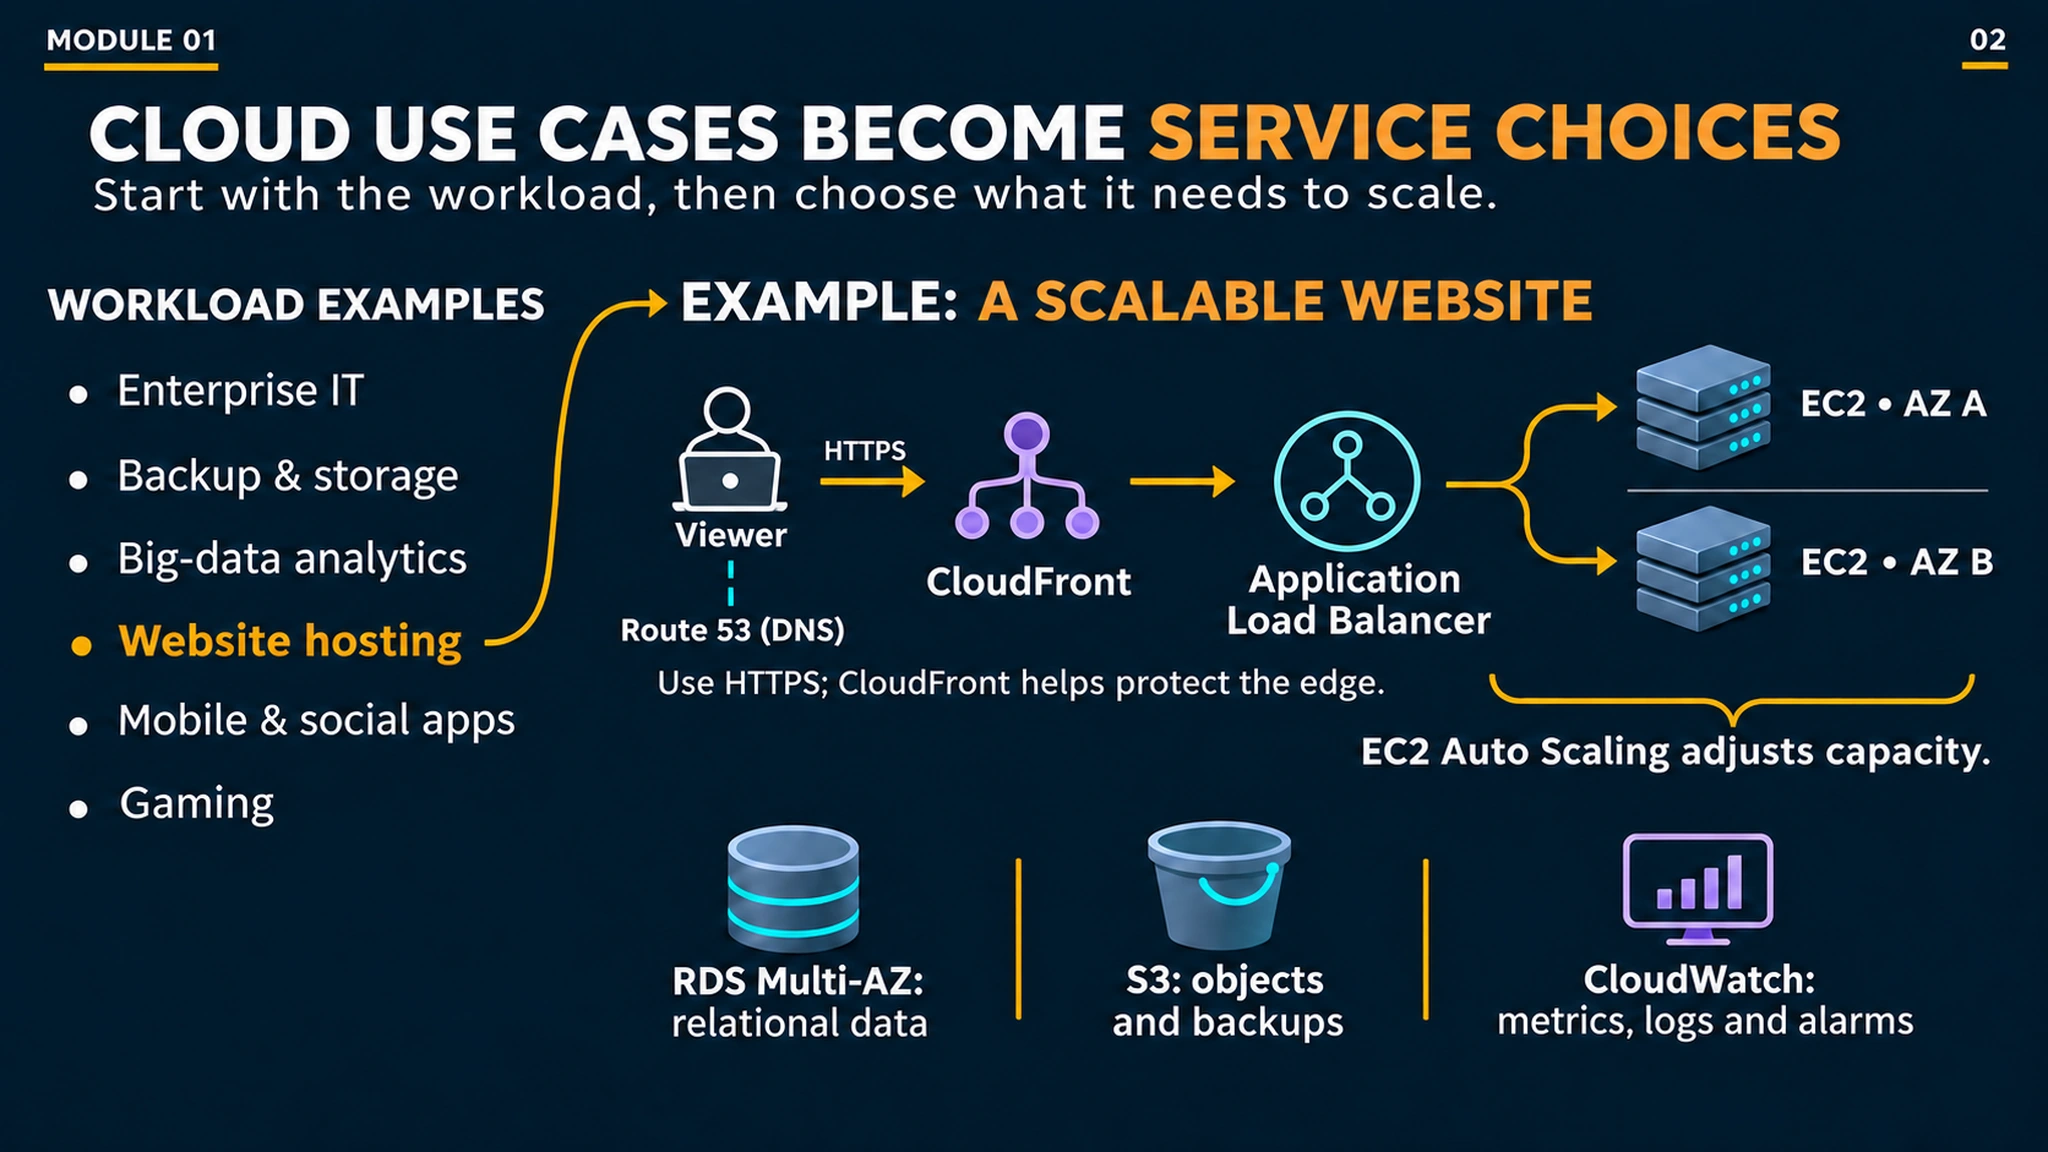 MODULE 01
02
CLOUD USE CASES BECOME SERVICE CHOICES
Start with the workload, then choose what it needs to scale.
WORKLOAD EXAMPLES
• Enterprise IT
• Backup & storage
• Big-data analytics
• Website hosting
• Mobile & social apps
• Gaming
EXAMPLE: A SCALABLE WEBSITE
Viewer
HTTPS
Route 53 (DNS)
CloudFront
Application
Load Balancer
EC2 • AZ A
EC2 • AZ B
Use HTTPS; CloudFront helps protect the edge.
EC2 Auto Scaling adjusts capacity.
RDS Multi-AZ:
relational data
S3: objects
and backups
CloudWatch:
metrics, logs and alarms